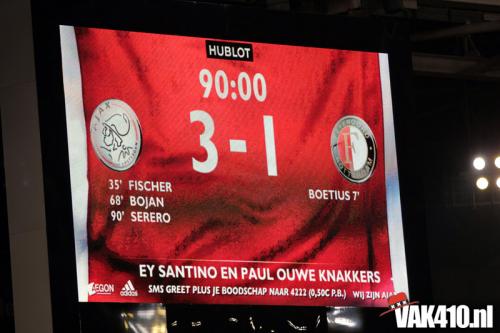 HUBLOT
90:00
3 - 1
AJAX
35' FISCHER
68' BOJAN
90' SERERO
BOETIUS 7'
EY SANTINO EN PAUL OUWE KNAKKERS
SMS GREET PLUS JE BOODSCHAP NAAR 4222 (0,50C P.B.) WIJ ZIJN
AEGON
adidas
VAK410.nl